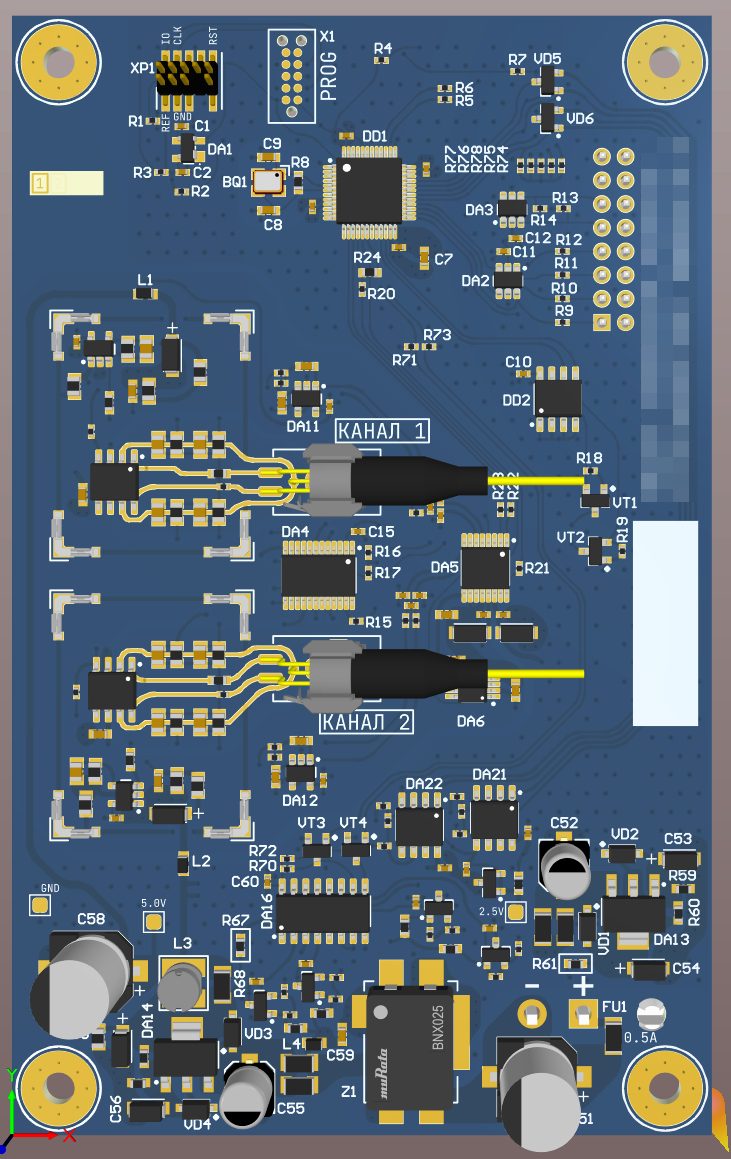 IO
CLK
RST
XP1
X1
PROG
R4
R7
VD5
R6
R5
VD6
REF
GND
R1
C1
DA1
R3
C2
R2
C9
R8
BQ1
C8
DD1
R77
R76
R78
R75
R74
DA3
R13
R14
C12
R12
C11
R11
DA2
R10
R9
C7
R24
R20
1
L1
R73
R71
C10
DD2
DA11
КАНАЛ 1
R18
VT1
R19
VT2
DA4
C15
R16
R17
DA5
R21
R15
КАНАЛ 2
DA6
DA12
DA22
DA21
VT3
VT4
C52
VD2
C53
R72
R70
C60
DA16
L2
R59
R60
GND
5.0V
2.5V
C58
R67
L3
R68
VD1
DA13
R61
C54
- +
FU1
0.5A
DA14
VD3
L4
C59
BNX025
muRata
Z1
C56
VD4
C55
51
Y
X